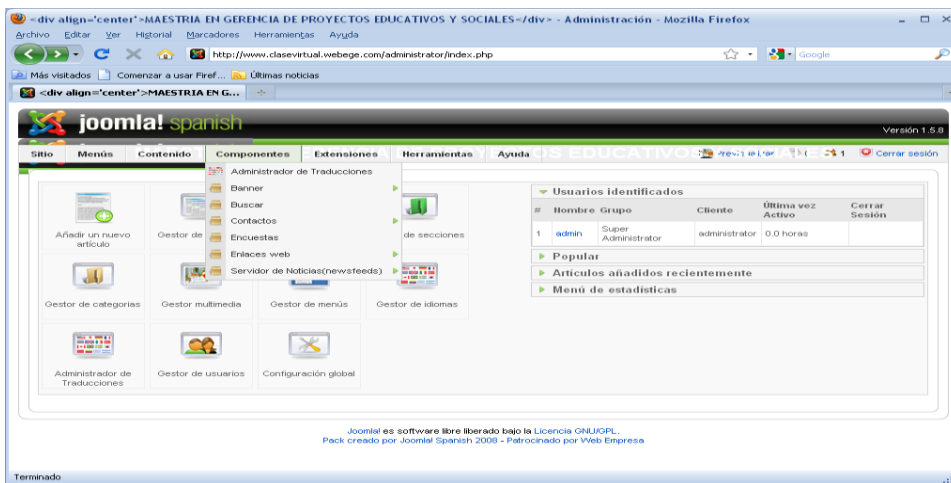 <div align='center'>MAESTRIA EN GERENCIA DE PROYECTOS EDUCATIVOS Y SOCIALES</div> - Administración - Mozilla Firefox
Archivo Editar Ver Historial Marcadores Herramientas Ayuda
http://www.clasevirtual.webege.com/administrator/index.php
Google
Más visitados Comenzar a usar Firef... Últimas noticias
<div align='center'>MAESTRIA EN G...
joomla! spanish
Versión 1.5.8
Sitio Menús Contenido Componentes Extensiones Herramientas Ayuda
OS EDUCATIVO
1 Cerrar sesión
Administrador de Traducciones
Banner
Buscar
Contactos
Encuestas
Enlaces web
Servidor de Noticias(newsfeeds)
Añadir un nuevo
artículo
Gestor de
de secciones
Gestor de categorias
Gestor multimedia
Gestor de menús
Gestor de idiomas
Administrador de
Traducciones
Gestor de usuarios
Configuración global
Usuarios identificados
# Nombre Grupo Cliente Última vez Activo Cerrar Sesión
1 admin Super Administrator administrator 0.0 horas
Popular
Artículos añadidos recientemente
Menú de estadísticas
Joomla! es software libre liberado bajo la Licencia GNU/GPL.
Pack creado por Joomla! Spanish 2008 - Patrocinado por Web Empresa
Terminado